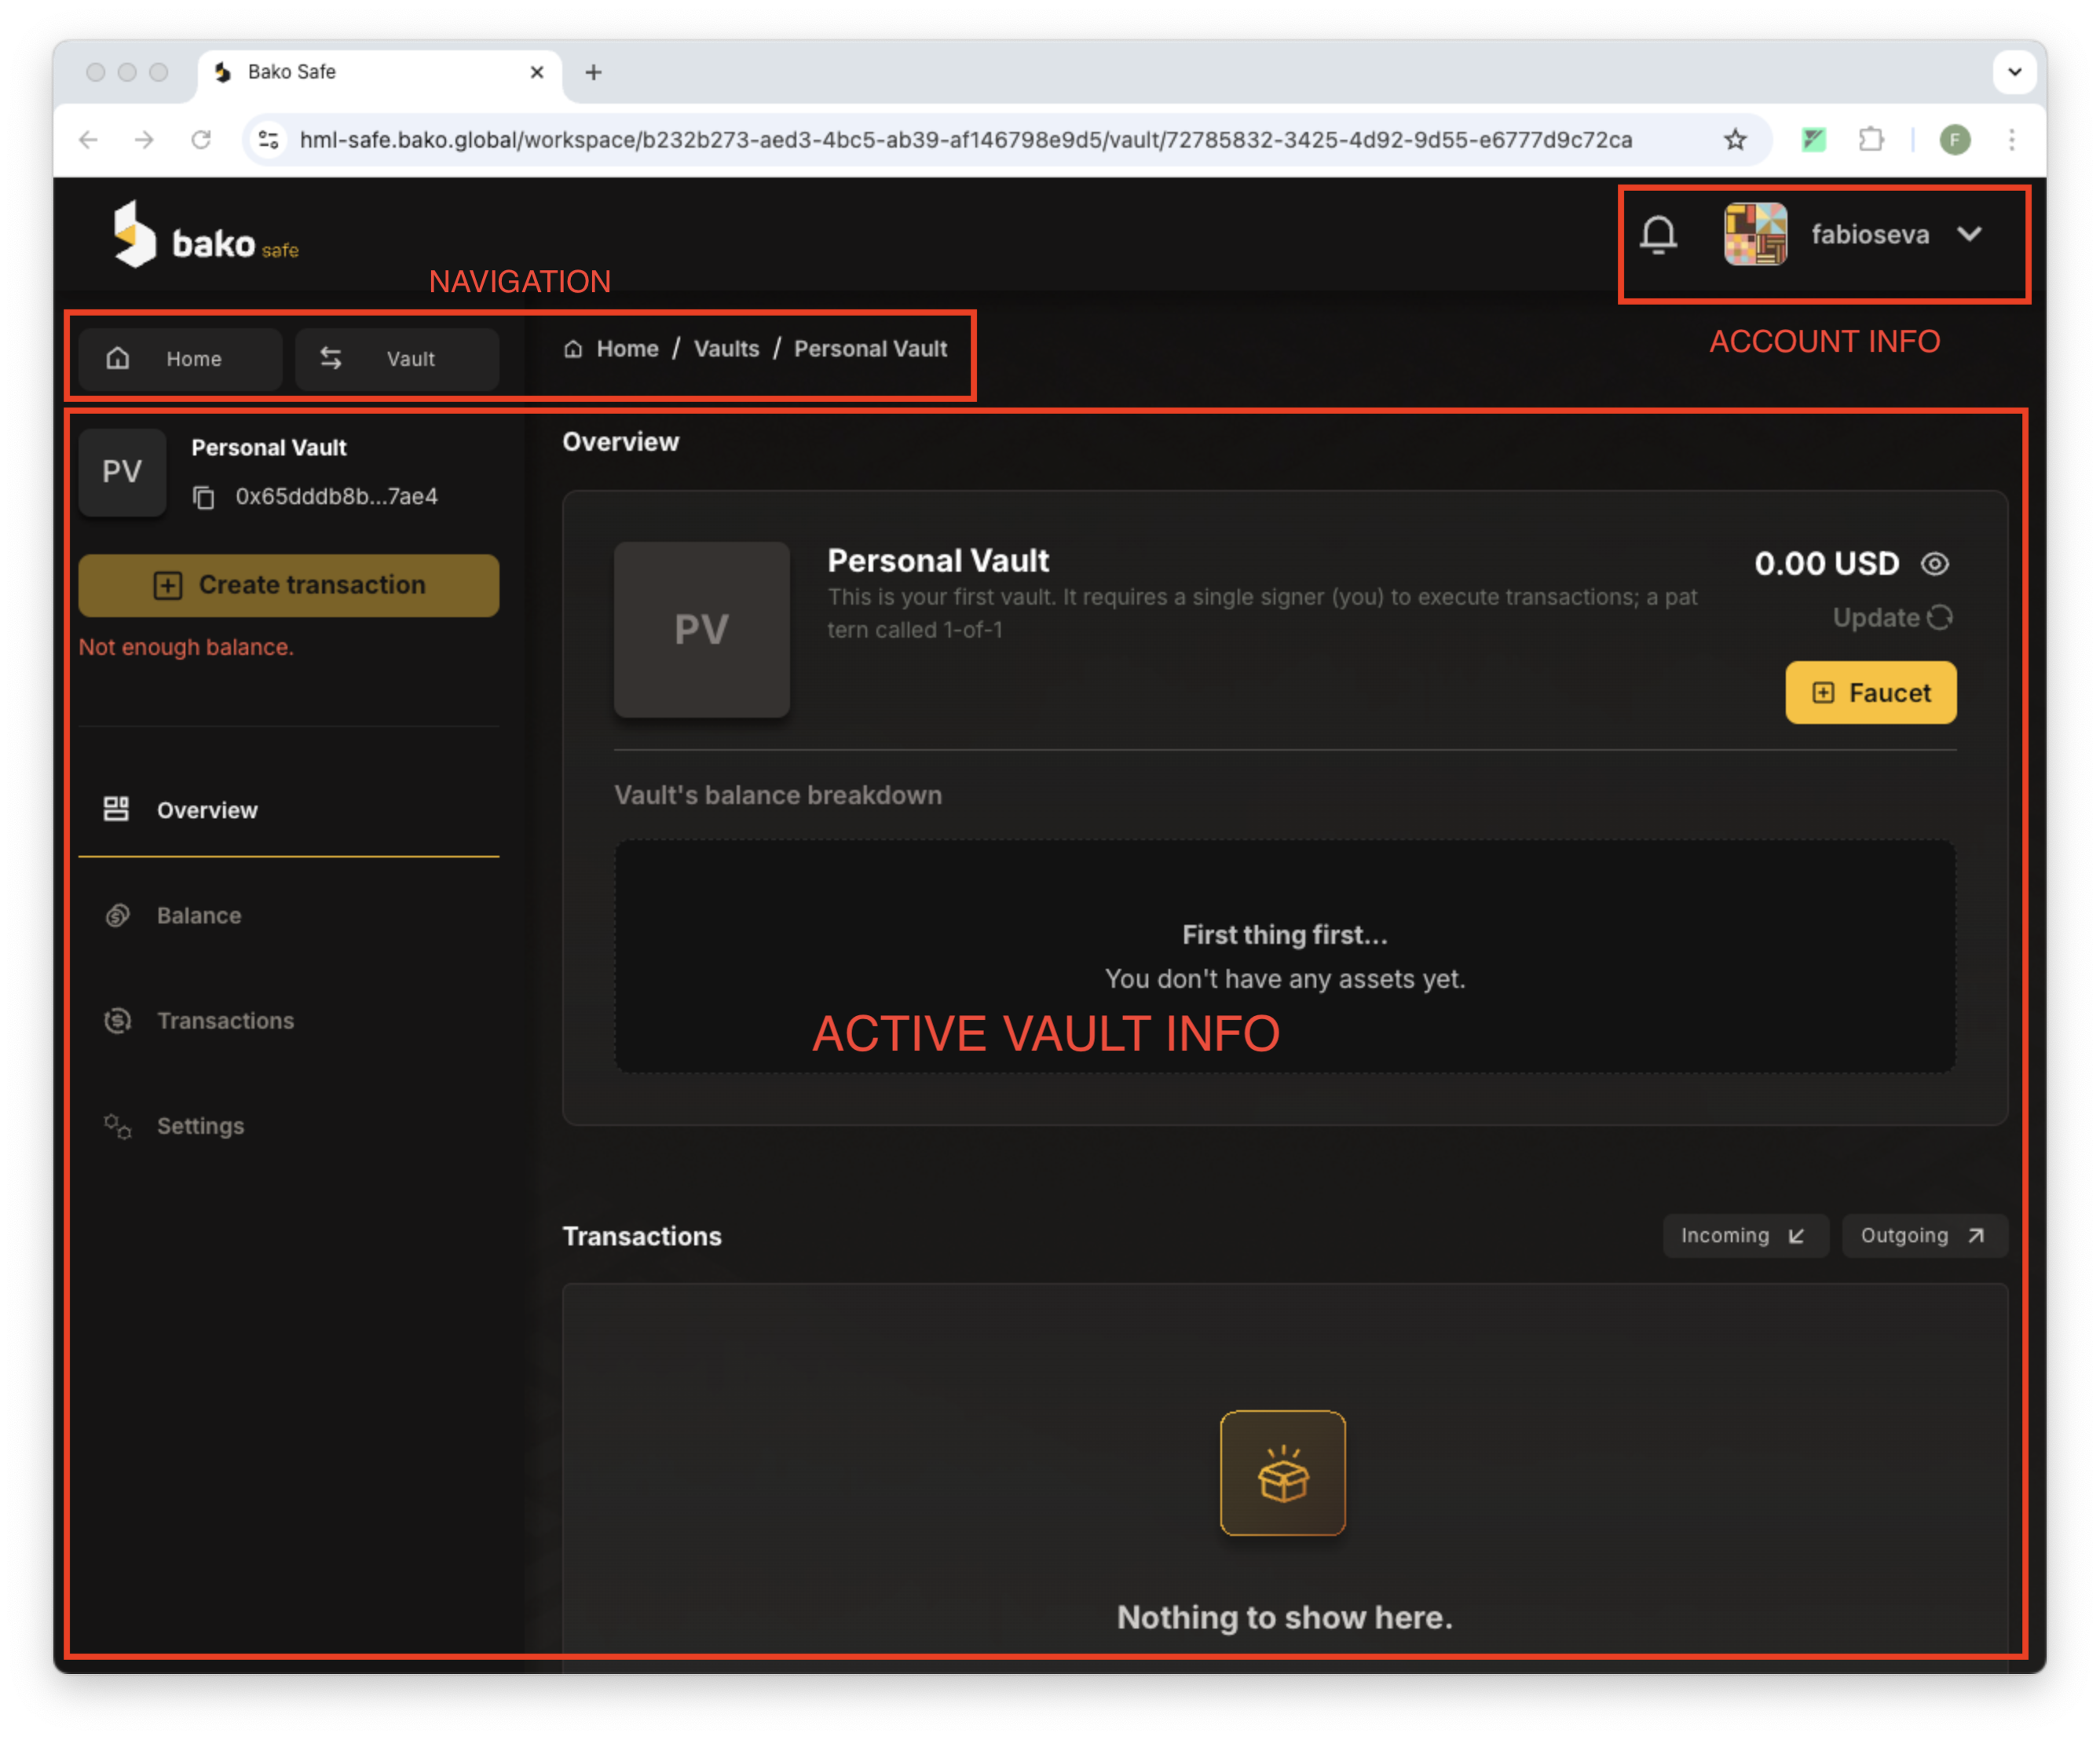 Bako Safe
hml-safe.bako.global/workspace/b232b273-aed3-4bc5-ab39-af146798e9d5/vault/72785832-3425-4d92-9d55-e6777d9c72ca
F
bako safe
fabioseva
NAVIGATION
ACCOUNT INFO
Home
Vault
Home / Vaults / Personal Vault
PV
Personal Vault
0x65dddb8b...7ae4
Create transaction
Not enough balance.
Overview
Balance
Transactions
Settings
Overview
PV
Personal Vault
This is your first vault. It requires a single signer (you) to execute transactions; a pat
tern called 1-of-1
0.00 USD
Update
Faucet
Vault's balance breakdown
First thing first...
You don't have any assets yet.
ACTIVE VAULT INFO
Transactions
Incoming
Outgoing
Nothing to show here.